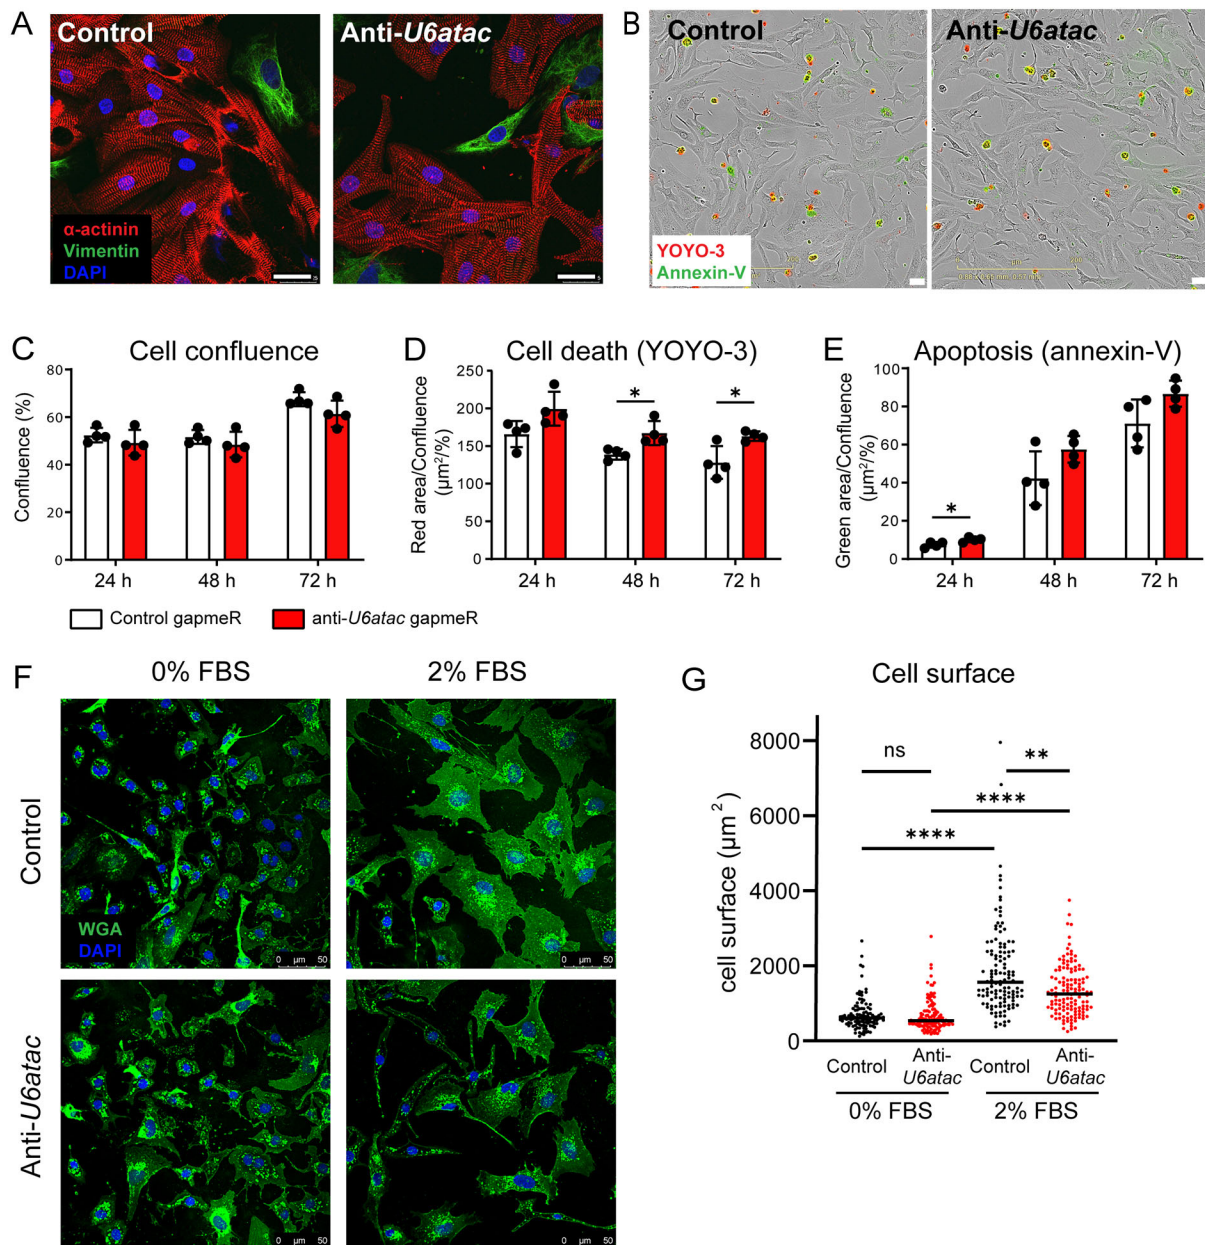 A
Control
Anti-U6atac
α-actinin
Vimentin
DAPI
B
Control
Anti-U6atac
YOYO-3
Annexin-V
200
µm
200
C
Cell confluence
Confluence (%)
80
60
40
20
0
24 h
48 h
72 h
D
Cell death (YOYO-3)
Red area/Confluence
(µm²/%)
250
200
150
100
0
*
*
24 h
48 h
72 h
E
Apoptosis (annexin-V)
Green area/Confluence
(µm²/%)
100
80
60
40
20
0
*
24 h
48 h
72 h
Control gapmeR
anti-U6atac gapmeR
F
0% FBS
2% FBS
Control
WGA
DAPI
0 µm 50
0 µm 50
Anti-U6atac
0 µm 50
0 µm 50
G
Cell surface
cell surface (µm²)
8000
6000
4000
2000
0
ns
**
****
****
Control
Anti-
U6atac
Control
Anti-
U6atac
0% FBS
2% FBS